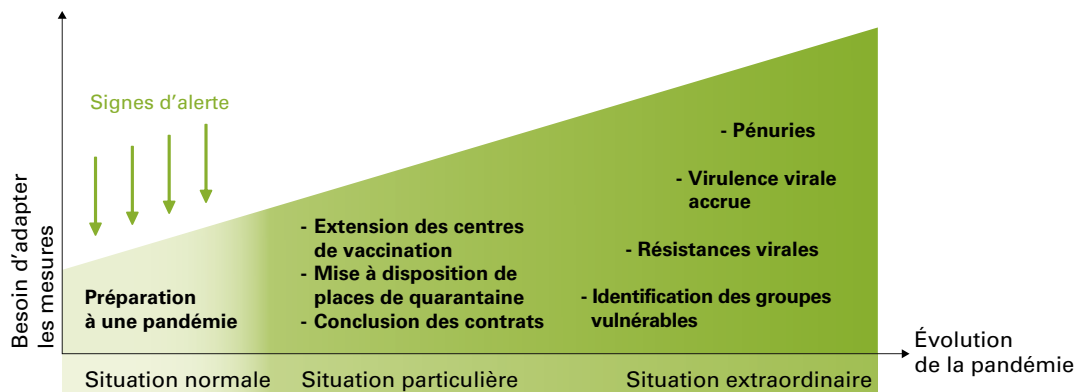 Signes d'alerte
Besoin d'adapter
les mesures
Préparation
à une pandémie
- Extension des centres
de vaccination
- Mise à disposition de
places de quarantaine
- Conclusion des contrats
- Pénuries
- Virulence virale
accrue
- Résistances virales
- Identification des groupes
vulnérables
Évolution
de la pandémie
Situation normale
Situation particulière
Situation extraordinaire